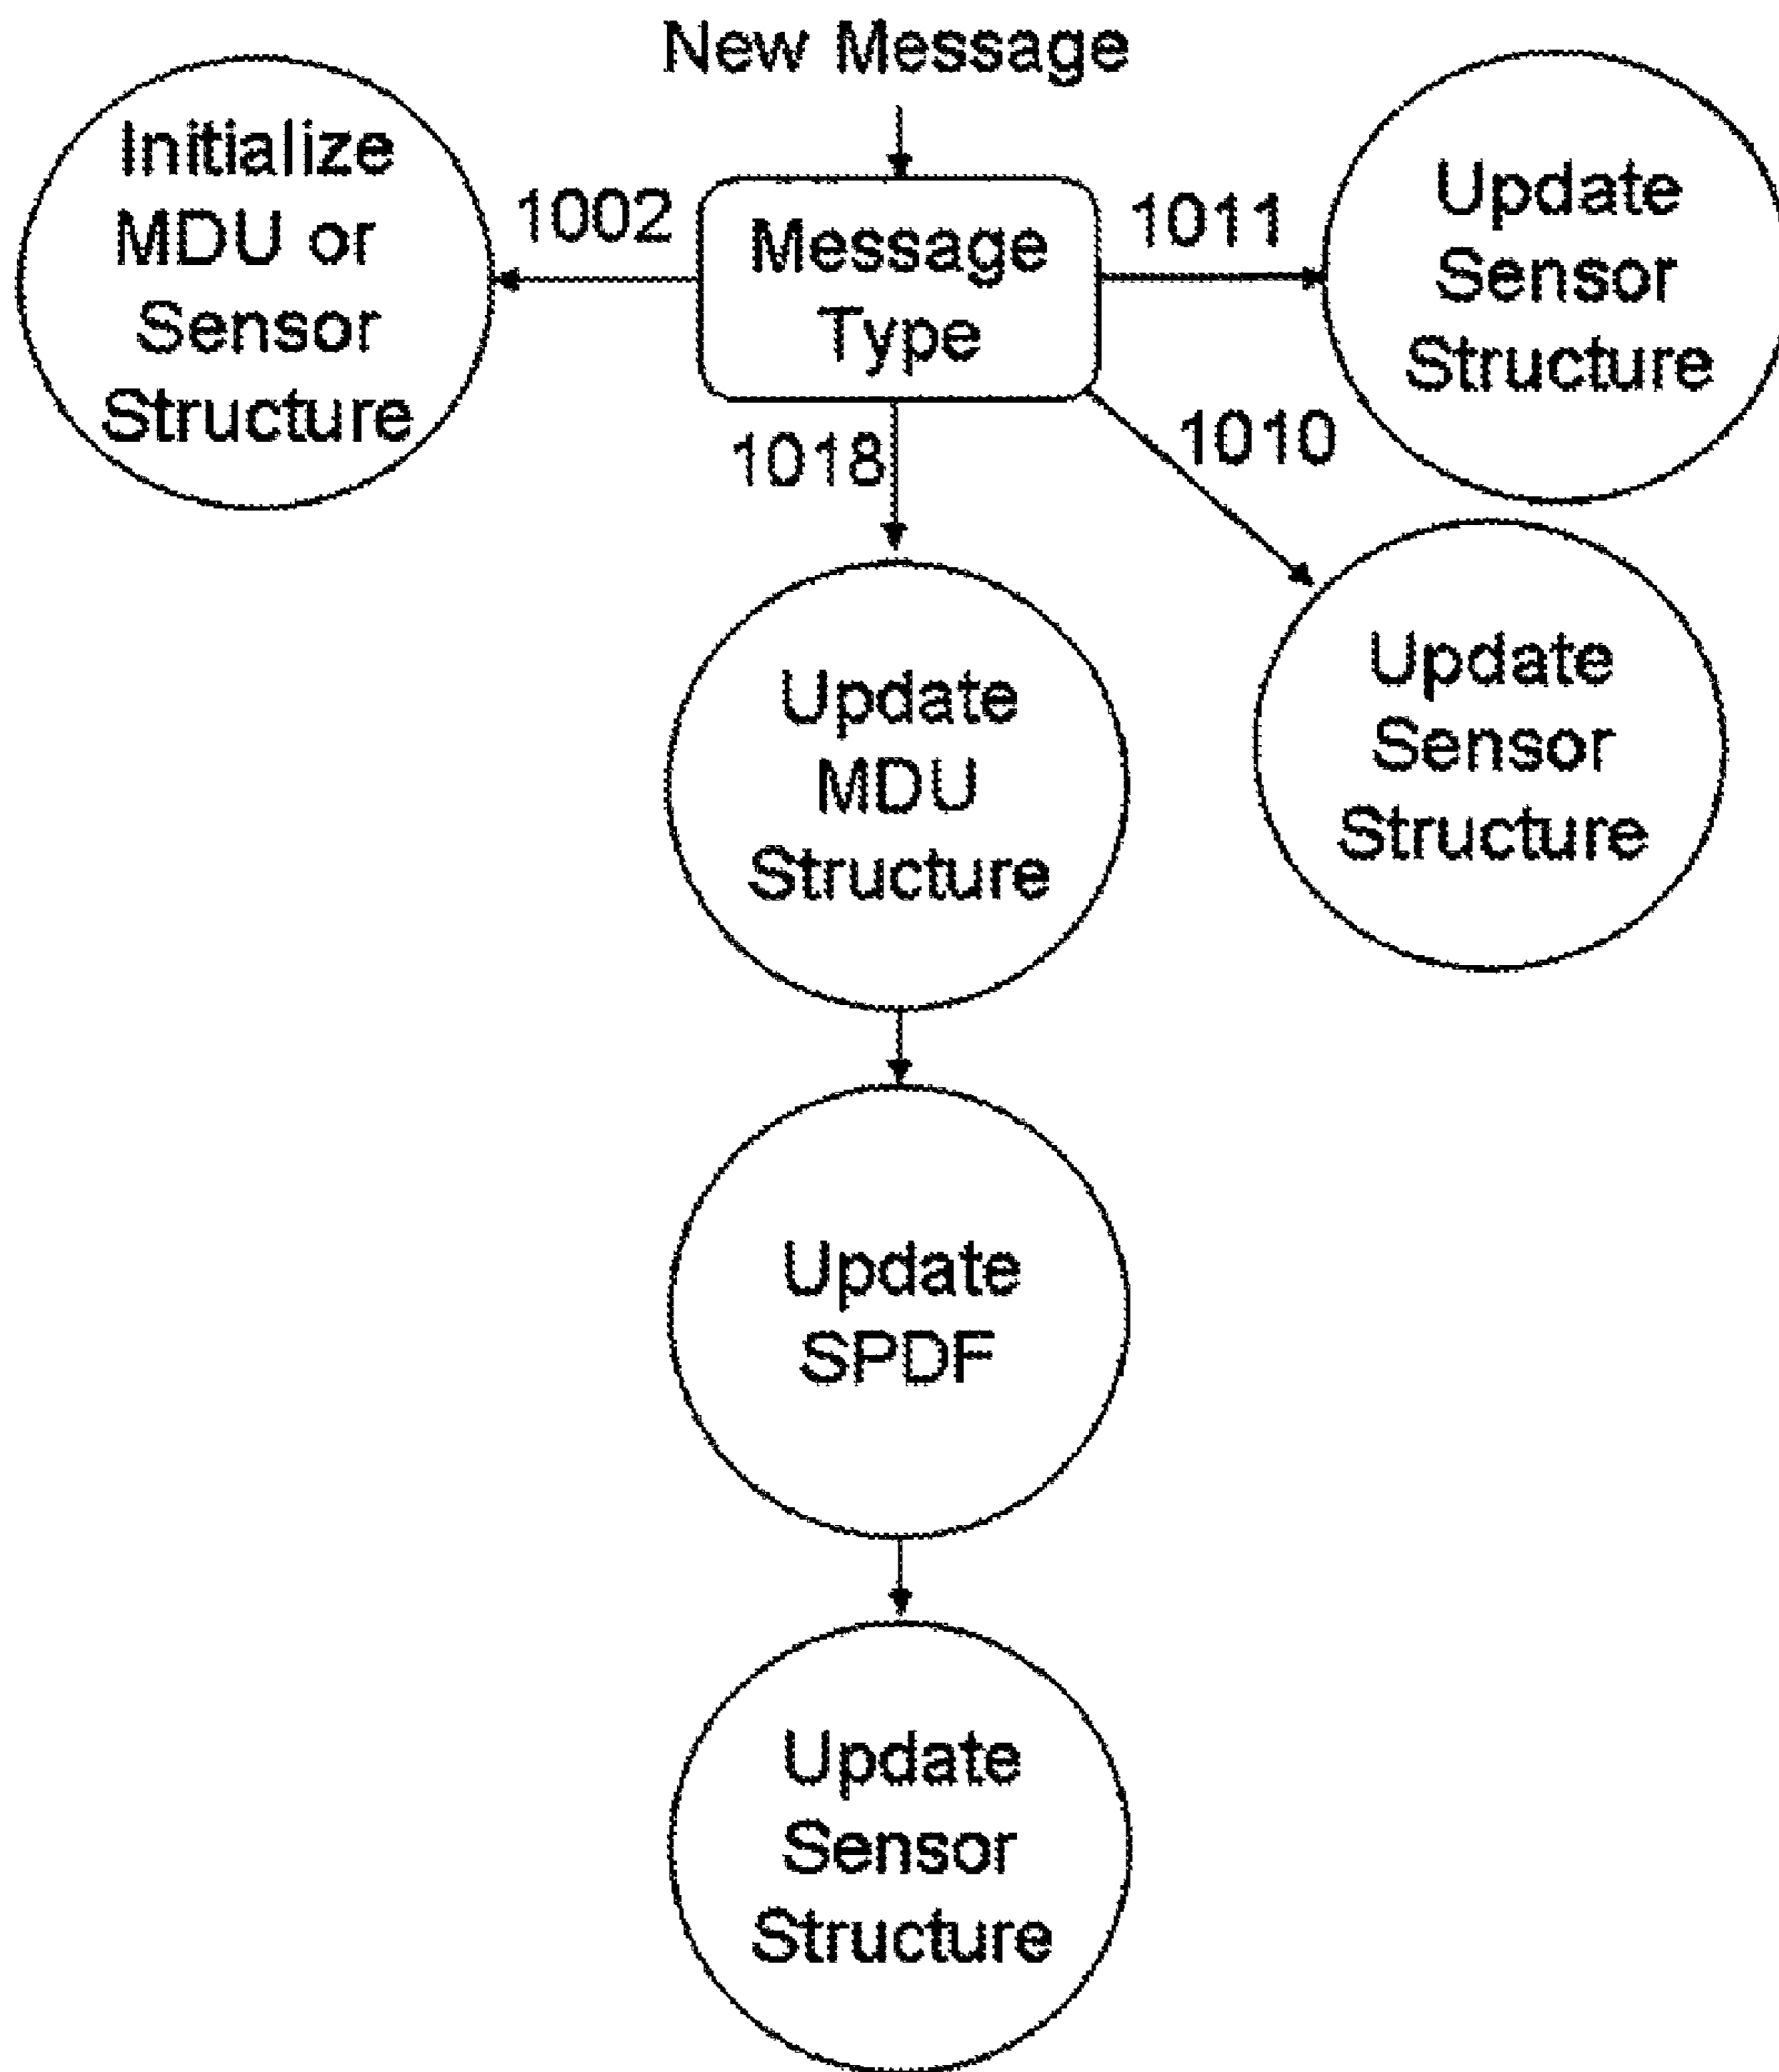 New Message
Initialize
MDU or
Sensor
Structure
1002
Message
Type
1011
Update
Sensor
Structure
1018
1010
Update
Sensor
Structure
Update
MDU
Structure
Update
SPDF
Update
Sensor
Structure